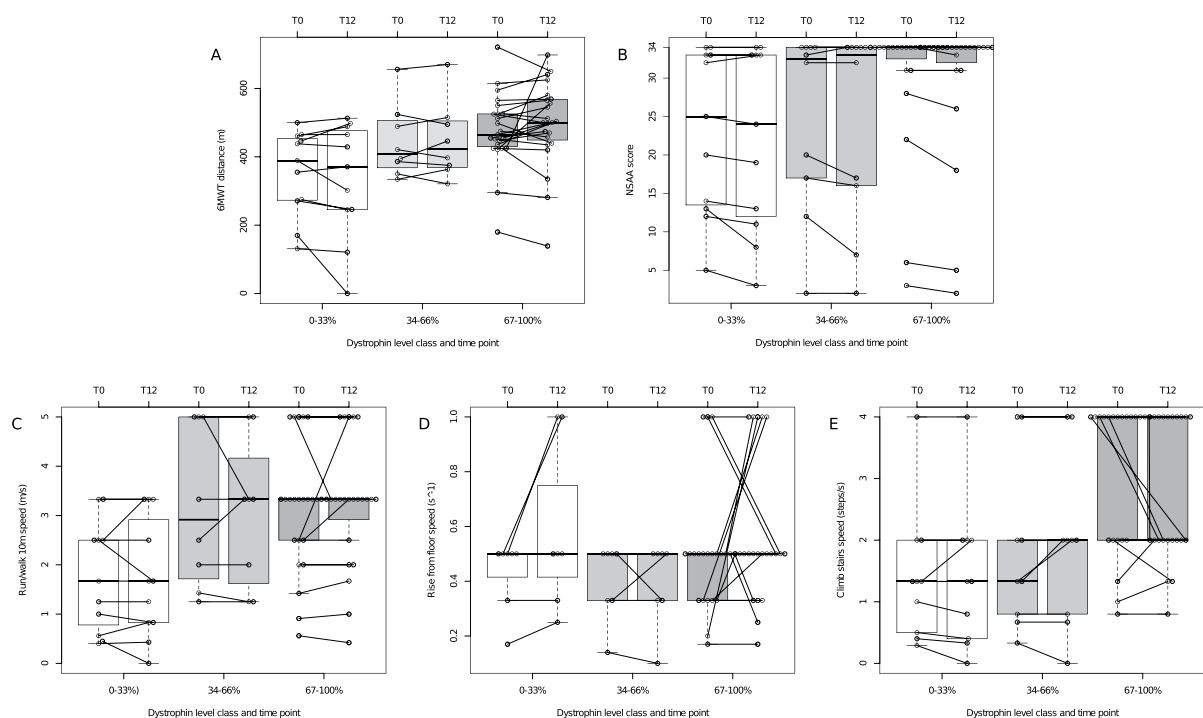 T0 T12 T0 T12 T0 T12
A
6MWT distance (m)
600
400
200
0
0-33% 34-66% 67-100%
Dystrophin level class and time point
T0 T12 T0 T12 T0 T12
B
NSAA score
34
30
25
20
15
10
5
0-33% 34-66% 67-100%
Dystrophin level class and time point
T0 T12 T0 T12 T0 T12
C
Run/walk 10m speed (m/s)
5
4
3
2
1
0
0-33% 34-66% 67-100%
Dystrophin level class and time point
T0 T12 T0 T12 T0 T12
D
Rise from floor speed (s^1)
1.0
0.8
0.6
0.4
0.2
0-33% 34-66% 67-100%
Dystrophin level class and time point
T0 T12 T0 T12 T0 T12
E
Climb stairs speed (steps/s)
4
3
2
1
0
0-33% 34-66% 67-100%
Dystrophin level class and time point